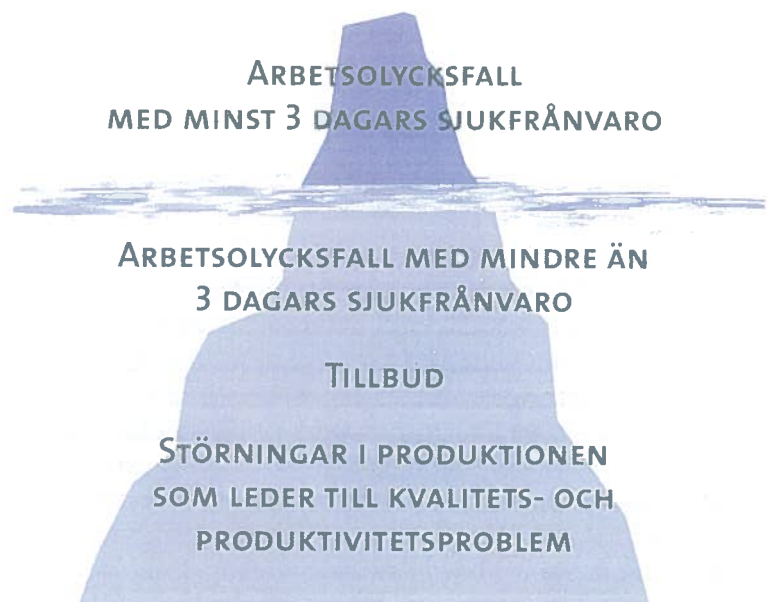 ARBETSOLYCKSFALL
MED MINST 3 DAGARS SJUKFRÅNVARO
ARBETSOLYCKSFALL MED MINDRE ÄN
3 DAGARS SJUKFRÅNVARO
TILLBUD
STÖRNINGAR I PRODUKTIONEN
SOM LEDER TILL KVALITETS- OCH
PRODUKTIVITETSPROBLEM